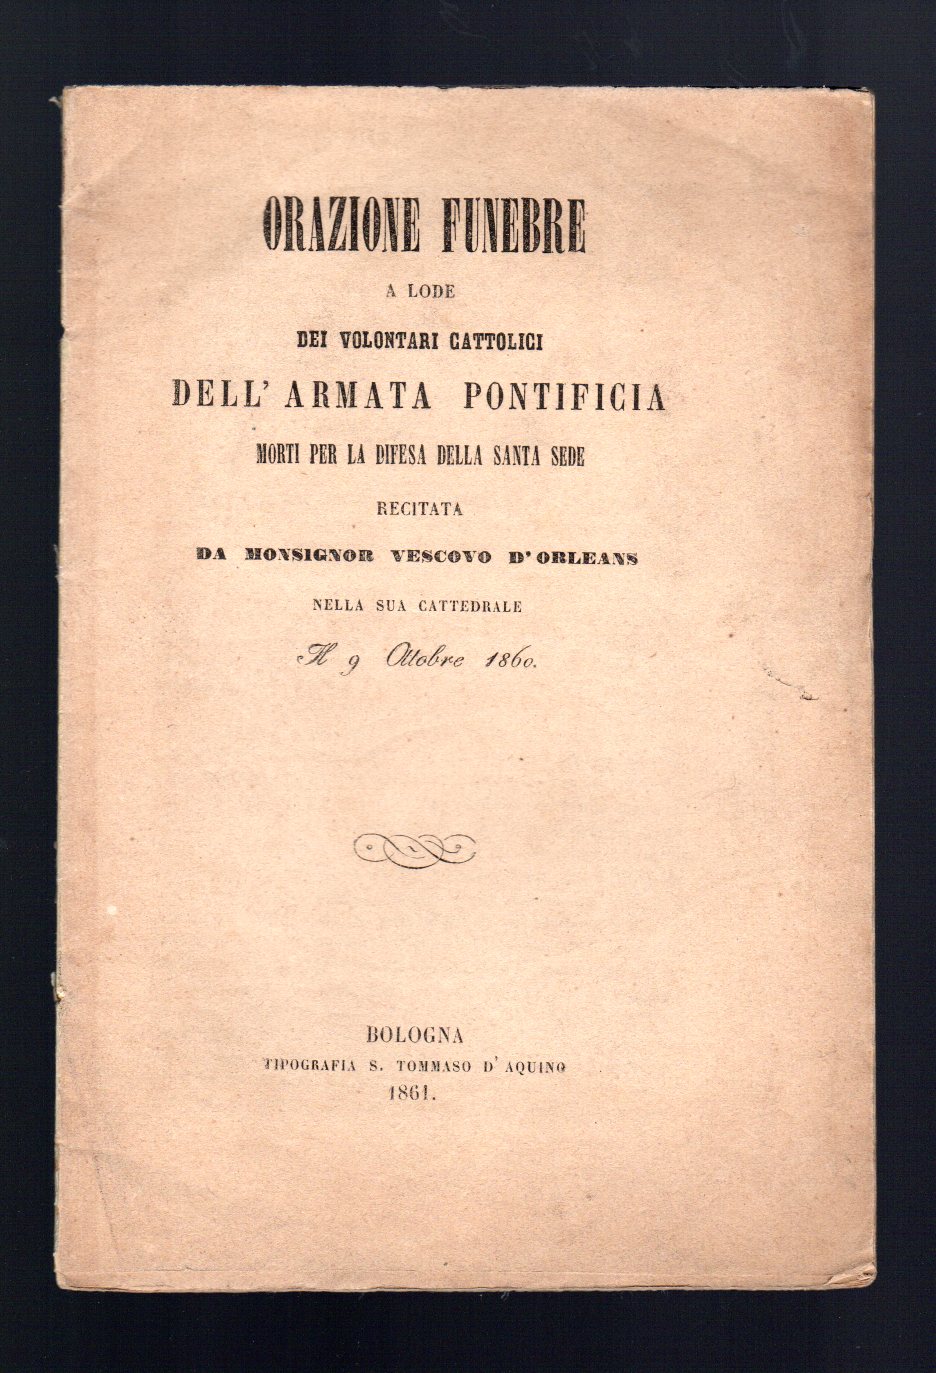 ORAZIONE FUNEBRE
A LODE
DEI VOLONTARI CATTOLICI
DELL' ARMATA PONTIFICIA
MORTI PER LA DIFESA DELLA SANTA SEDE
RECITATA
DA MONSIGNOR VESCOVO D'ORLEANS
NELLA SUA CATTEDRALE
Il 9 Ottobre 1860.
BOLOGNA
TIPOGRAFIA S. TOMMASO D'AQUINO
1861.